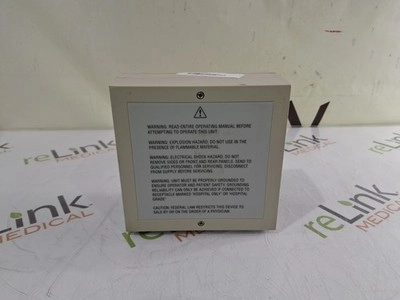 WARNING: READ ENTIRE OPERATING MANUAL BEFORE
ATTEMPTING TO OPERATE THIS UNIT
WARNING: EXPLOSION HAZARD: DO NOT USE IN THE
PRESENCE OF FLAMMABLE MATERIAL.
WARNING: ELECTRICAL SHOCK HAZARD, DO NOT
REMOVE SIDES OR FRONT AND REAR PANELS, SEND TO
QUALIFIED PERSONNEL FOR SERVICING, DISCONNECT
FROM SUPPLY BEFORE SERVICING.
WARNING: UNIT MUST BE PROPERLY GROUNDED TO
ENSURE OPERATOR AND PATIENT SAFETY. GROUNDING
RELIABILITY CAN ONLY BE ACHIEVED IF CONNECTED TO
RECEPTACLE MARKED "HOSPITAL ONLY" OR "HOSPITAL
GRADE"
CAUTION: FEDERAL LAW RESTRICTS THIS DEVICE TO
SALE BY OR ON THE ORDER OF A PHYSICIAN
reLink
MEDICAL
reLink
MEDICAL